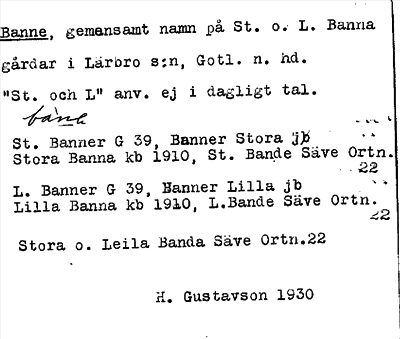 Banne, gemensamt namn på St. o. L. Banna
gårdar i Lärbro s:n, Gotl. n. hd.
"St. och L" anv. ej i dagligt tal.
St. Banner G 39, Banner Stora jb
Stora Banna kb 1910, St. Bande Säve Ortn.
22
L. Banner G 39, Banner Lilla jb
Lilla Banna kb 1910, L.Bande Säve Ortn.
22
Stora o. Leila Banda Säve Ortn.22
H. Gustavson 1930